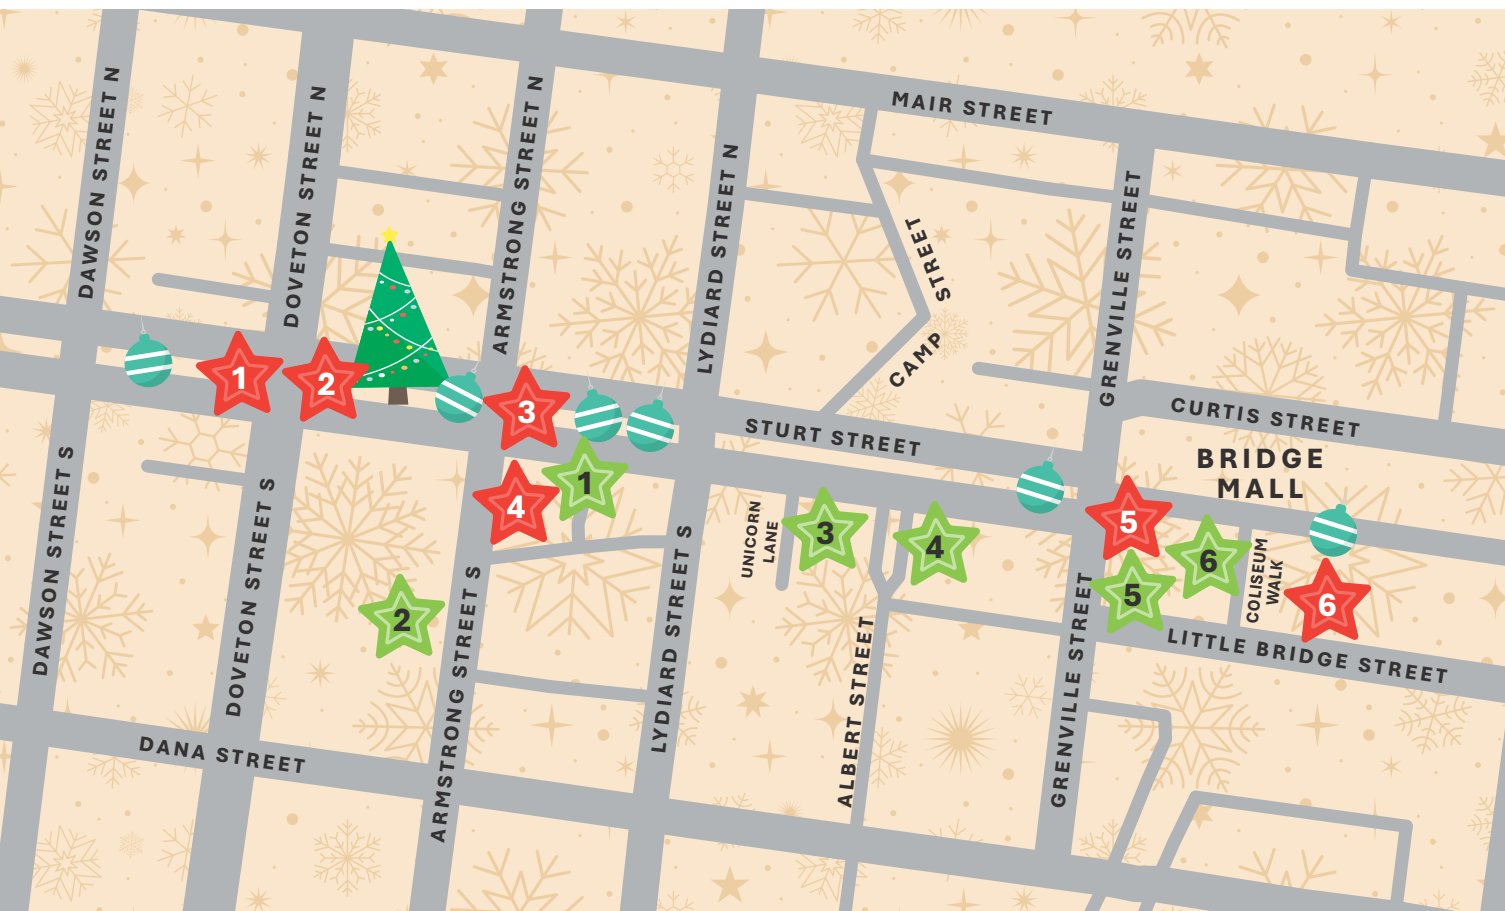 MAIR STREET
DAWSON STREET N
DOVETON STREET N
ARMSTRONG STREET N
LYDIARD STREET N
CAMP STREET
GRENVILLE STREET
CURTIS STREET
BRIDGE
MALL
STURT STREET
1
2
3
4
1
2
UNICORN
LANE
3
4
5
5
6
COLISEUM
WALK
6
LITTLE BRIDGE STREET
DAWSON STREET S
DOVETON STREET S
ARMSTRONG STREET S
LYDIARD STREET S
ALBERT STREET
GRENVILLE STREET
DANA STREET